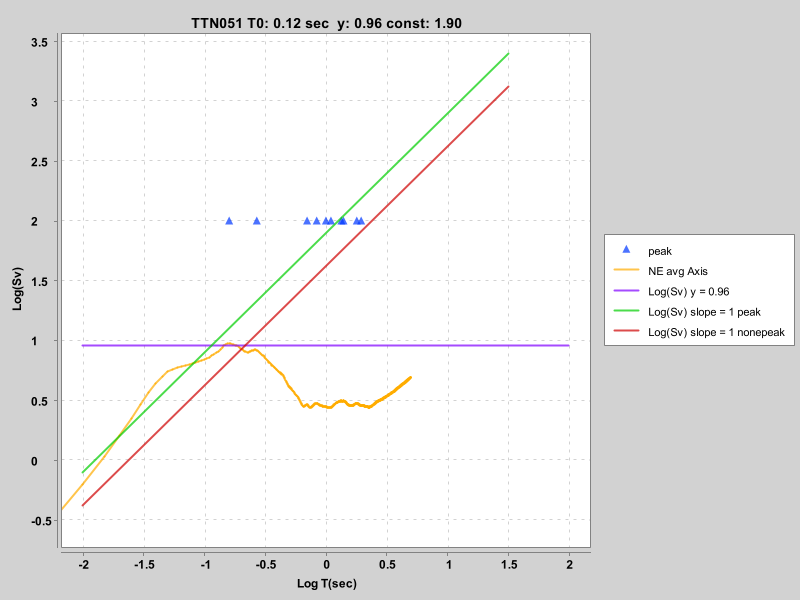 TTN051 T0: 0.12 sec  y: 0.96 const: 1.90
Log(Sv)
3.5
3
2.5
2
1.5
1
0.5
0
-0.5
-2
-1.5
-1
-0.5
0
0.5
1
1.5
2
Log T(sec)
peak
NE avg Axis
Log(Sv) y = 0.96
Log(Sv) slope = 1 peak
Log(Sv) slope = 1 nonepeak